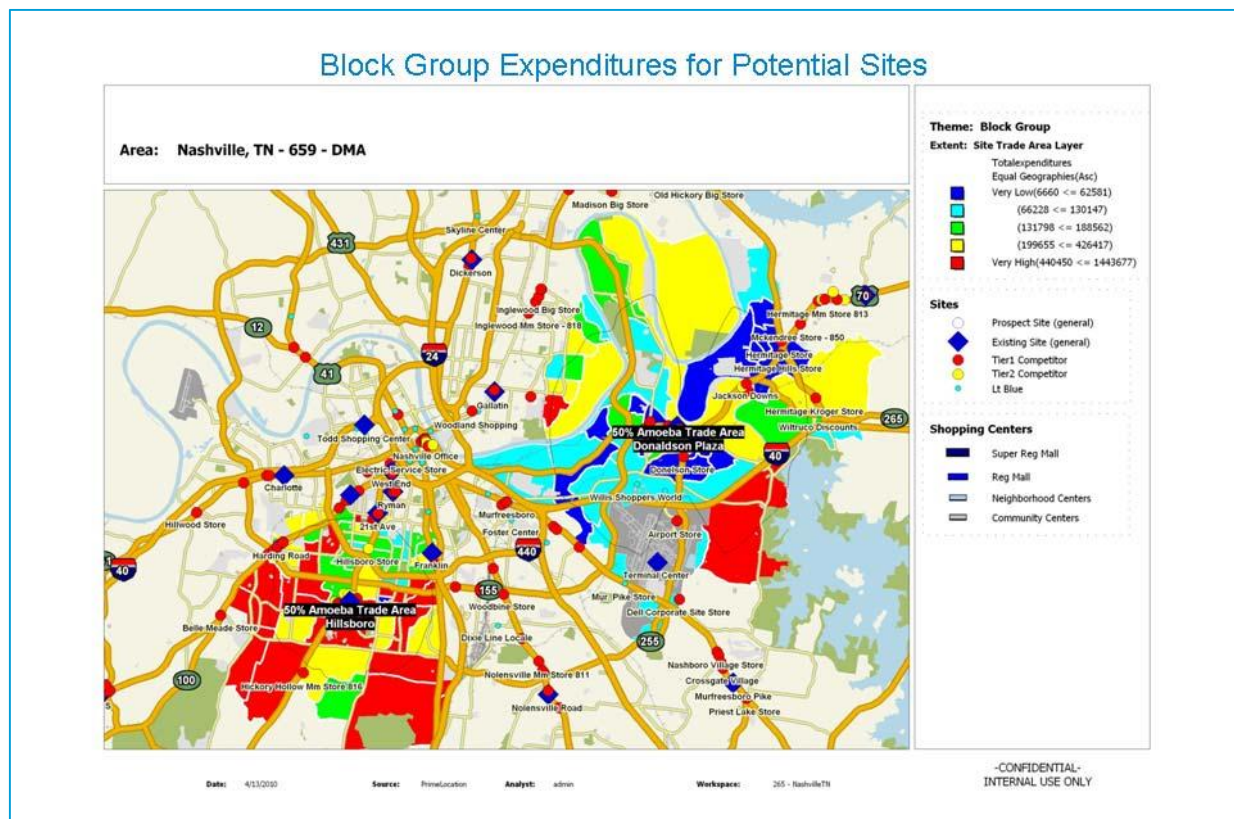 Block Group Expenditures for Potential Sites
Area: Nashville, TN - 659 - DMA
Theme: Block Group
Extent: Site Trade Area Layer
Totalexpenditures
Equal Geographies(Asc)
Very Low(6660 <= 62581)
(66228 <= 130147)
(131798 <= 188562)
(199655 <= 426417)
Very High(440450 <= 1443677)
Sites
Prospect Site (general)
Existing Site (general)
Tier1 Competitor
Tier2 Competitor
Lt Blue
Shopping Centers
Super Reg Mall
Reg Mall
Neighborhood Centers
Community Centers
Old Hickory Big Store
Madison Big Store
Skyline Center
431
Dickerson
70
Inglewood Big Store
Hermitage Mm Store 813
Inglewood Mm Store - 818
12
Mckendree Store - 850
24
Hermitage Store
41
Hermitage Hills Store
Gallatin
Jackson Downs
Hermitage Kroger Store
265
Woodland Shopping
Wiltruco Discounts
50% Amoeba Trade Area
Donaldson Plaza
Todd Shopping Center
Nashville Office
40
Electric Service Store
Donelson Store
West End
Charlotte
Ryman
Willis Shoppers World
Murfreesboro
21st Ave
Hillwood Store
Foster Center
Airport Store
440
Harding Road
Hillsboro Store
Franklin
40
Terminal Center
155
Mur. Pike Store
Woodbine Store
50% Amoeba Trade Area
Hillsboro
Dell Corporate Site Store
Belle Meade Store
Dixie Line Locale
255
Nashboro Village Store
100
Nolensville Mm Store 811
Crossgate Village
Hickory Hollow Mm Store 816
Murfreesboro Pike
Nolensville Road
Priest Lake Store
Date: 4/13/2010 Source: PrimeLocation Analyst: admin Workspace: 265 - NashvilleTN
-CONFIDENTIAL-
INTERNAL USE ONLY